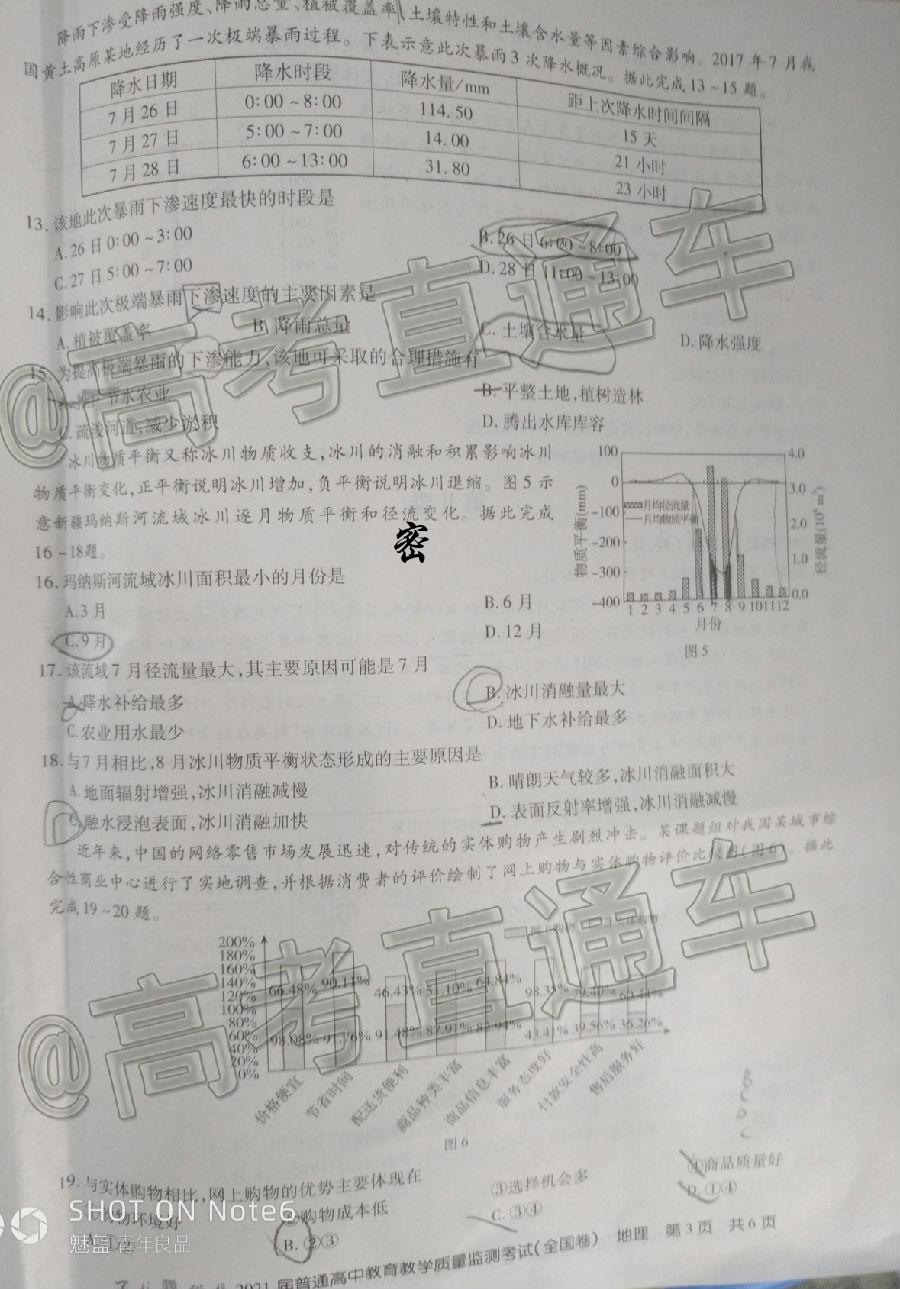 降雨下渗受降雨强度、降雨总量、植被覆盖率、土壤特性和土壤含水量等因素综合影响。2017年7月我
国黄土高原某地经历了一次极端暴雨过程。下表示意此次暴雨3次降水概况。据此完成13~15题。
降水日期 降水时段 降水量/mm 距上次降水时间间隔
7月26日 0:00~8:00 114.50 15天
7月27日 5:00~7:00 14.00 21小时
7月28日 6:00~13:00 31.80 23小时
13.该地此次暴雨下渗速度最快的时段是
A.26日0:00~3:00 B.26日6:00~8:00
C.27日5:00~7:00 D.28日11:00~13:00
14.影响此次极端暴雨下渗速度的主要因素是
A.植被覆盖率 B.降雨总量 C.土壤含水量 D.降水强度
15.为提高极端暴雨的下渗能力,该地可采取的合理措施有
节水农业 B.平整土地,植树造林
C.疏浚河道,减少淤积 D.腾出水库库容
冰川物质平衡又称冰川物质收支,冰川的消融和积累影响冰川
物质平衡变化,正平衡说明冰川增加,负平衡说明冰川退缩。图5示
意新疆玛纳斯河流域冰川逐月物质平衡和径流变化。据此完成
16~18题。
密
16.玛纳斯河流域冰川面积最小的月份是
A.3月 B.6月
C.9月 D.12月
物质平衡(mm)
100
0
-100
-200
-300
-400
月均径流量
月均物质平衡
4.0
3.0
2.0
1.0
0.0
径流量(10⁸m)
1 2 3 4 5 6 7 8 9 10 11 12
月份
图5
17.该流域7月径流量最大,其主要原因可能是7月
A.降水补给最多 B.冰川消融量最大
C.农业用水最少 D.地下水补给最多
18.与7月相比,8月冰川物质平衡状态形成的主要原因是
A.地面辐射增强,冰川消融减慢 B.晴朗天气较多,冰川消融面积大
C.融水浸泡表面,冰川消融加快 D.表面反射率增强,冰川消融减慢
近年来,中国的网络零售市场发展迅速,对传统的实体购物产生剧烈冲击。某课题组对我国某城市综
合性商业中心进行了实地调查,并根据消费者的评价绘制了网上购物与实体购物评价比较图(图6)。据此
完成19~20题。
网上购物 实体购物
200%
180%
160%
140%
120%
100%
80%
60%
40%
20%
0%
66.48% 90.11% 46.43% 51.10% 64.84% 98.35% 79.40% 60.44%
98.08% 91.76% 91.48% 87.91% 82.94% 43.41% 39.56% 36.26%
价格便宜 节省时间 配送货便利 商品种类丰富 商品信息丰富 服务态度好 付款安全性高 售后服务好
图6
19.与实体购物相比,网上购物的优势主要体现在
购物环境好 购物成本低 ③选择机会多 ④商品质量好
B.②③ C.③④ D.①④
2021届普通高中教育教学质量监测考试(全国卷) 地理 第3页 共6页
@高考直通车
@高考直通车
SHOT ON Note6
魅蓝·青年良品